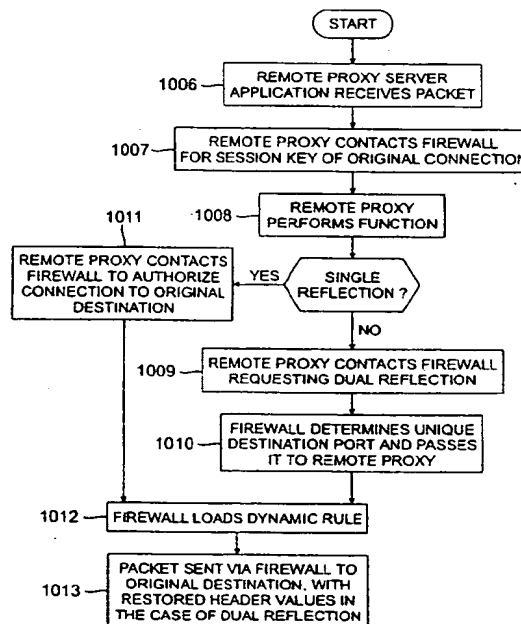 START
1006
REMOTE PROXY SERVER
APPLICATION RECEIVES PACKET
1007
REMOTE PROXY CONTACTS FIREWALL
FOR SESSION KEY OF ORIGINAL CONNECTION
1008
REMOTE PROXY
PERFORMS FUNCTION
1011
REMOTE PROXY CONTACTS
FIREWALL TO AUTHORIZE
CONNECTION TO ORIGINAL
DESTINATION
YES
SINGLE
REFLECTION ?
NO
1009
REMOTE PROXY CONTACTS FIREWALL
REQUESTING DUAL REFLECTION
1010
FIREWALL DETERMINES UNIQUE
DESTINATION PORT AND PASSES
IT TO REMOTE PROXY
1012
FIREWALL LOADS DYNAMIC RULE
1013
PACKET SENT VIA FIREWALL TO
ORIGINAL DESTINATION, WITH
RESTORED HEADER VALUES IN
THE CASE OF DUAL REFLECTION